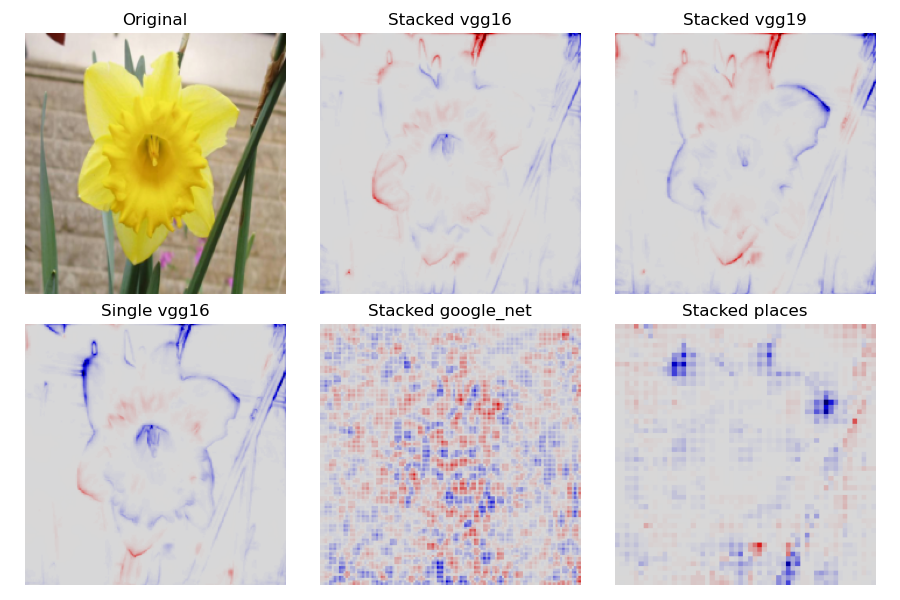 Original
Stacked vgg16
Stacked vgg19
Single vgg16
Stacked google_net
Stacked places